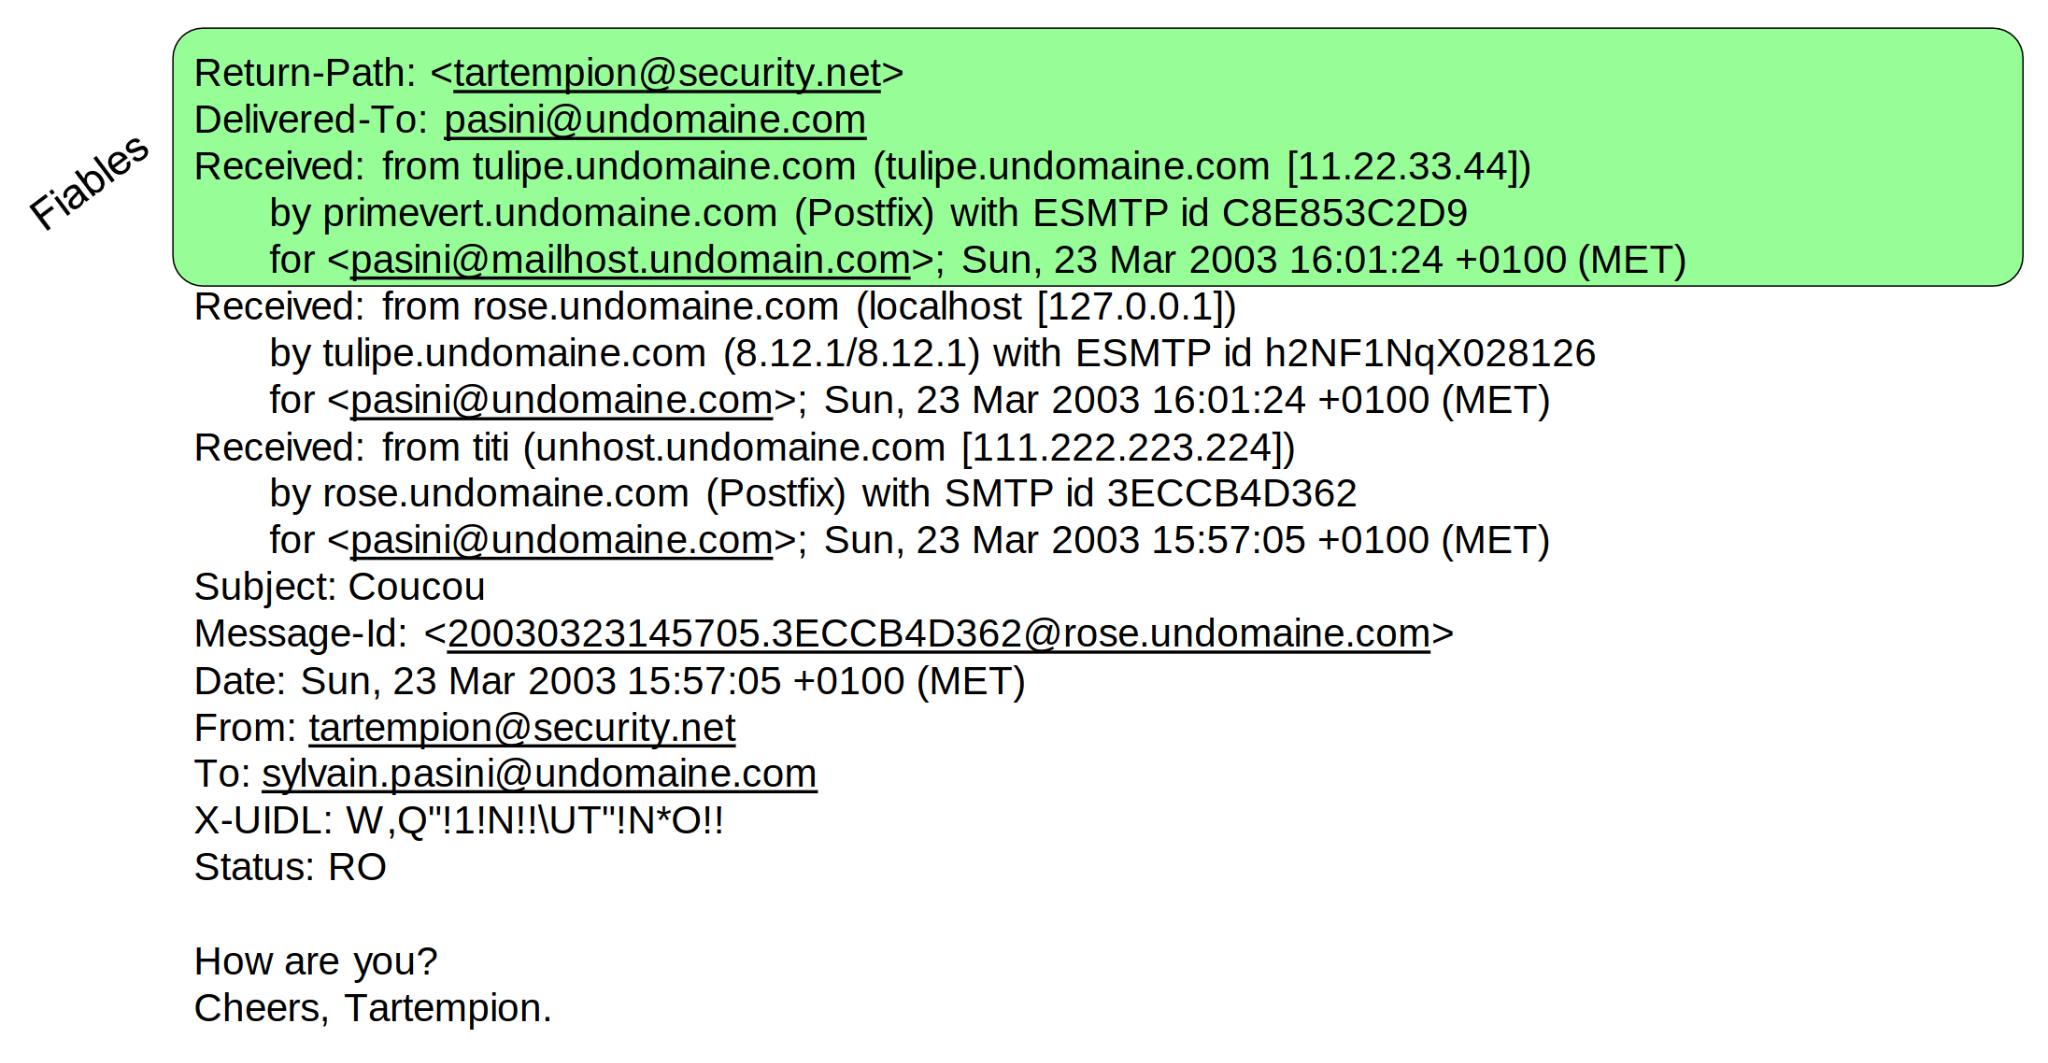 Fiables
Return-Path: <tartempion@security.net>
Delivered-To: pasini@undomaine.com
Received: from tulipe.undomaine.com (tulipe.undomaine.com [11.22.33.44])
by primevert.undomaine.com (Postfix) with ESMTP id C8E853C2D9
for <pasini@mailhost.undomain.com>; Sun, 23 Mar 2003 16:01:24 +0100 (MET)
Received: from rose.undomaine.com (localhost [127.0.0.1])
by tulipe.undomaine.com (8.12.1/8.12.1) with ESMTP id h2NF1NqX028126
for <pasini@undomaine.com>; Sun, 23 Mar 2003 16:01:24 +0100 (MET)
Received: from titi (unhost.undomaine.com [111.222.223.224])
by rose.undomaine.com (Postfix) with SMTP id 3ECCB4D362
for <pasini@undomaine.com>; Sun, 23 Mar 2003 15:57:05 +0100 (MET)
Subject: Coucou
Message-Id: <20030323145705.3ECCB4D362@rose.undomaine.com>
Date: Sun, 23 Mar 2003 15:57:05 +0100 (MET)
From: tartempion@security.net
To: sylvain.pasini@undomaine.com
X-UIDL: W,Q"!1!N!!\UT"!N*O!!
Status: RO
How are you?
Cheers, Tartempion.